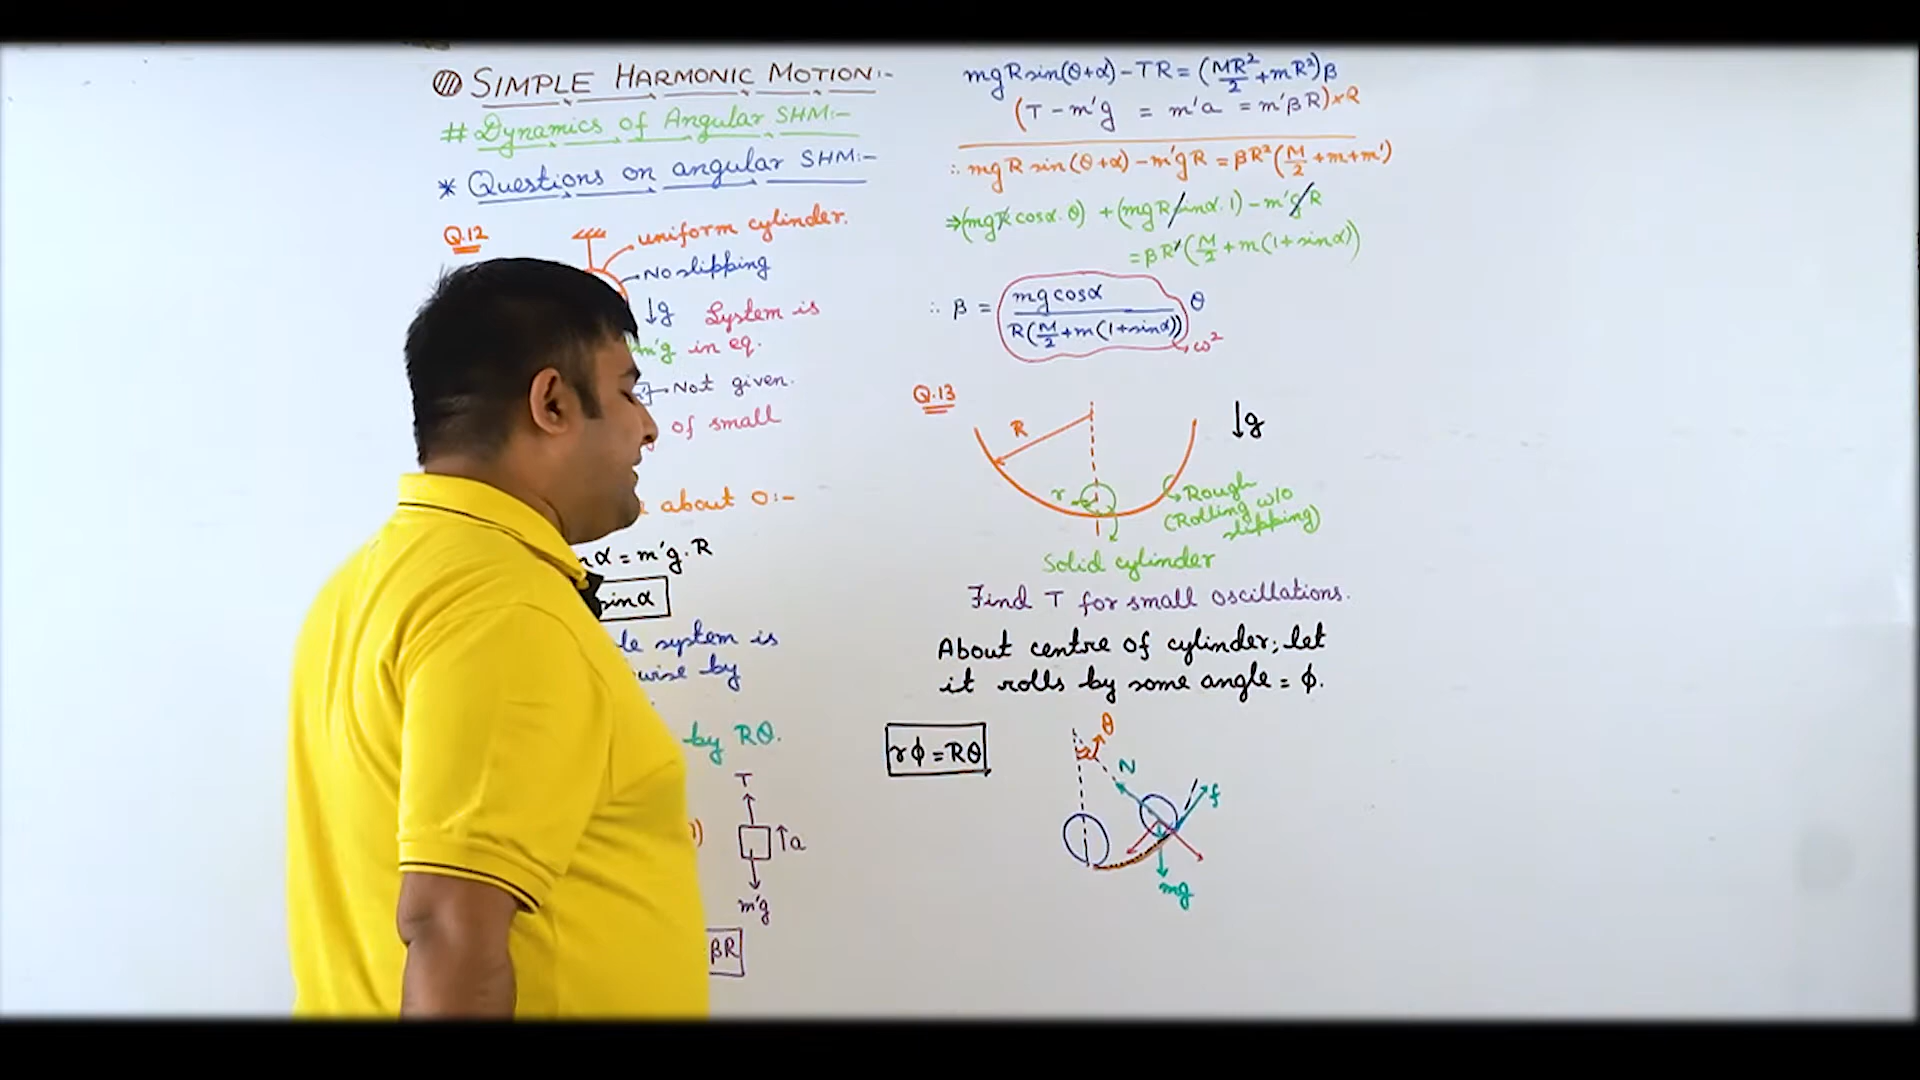 SIMPLE HARMONIC MOTION:-
# Dynamics of Angular SHM:-
* Questions on angular SHM:-
Q.12
uniform cylinder.
No slipping
↓g System is
m'g in eq.
Not given.
of small
about O:-
α = m'g.R
sinα
system is
wise by
by Rθ.
T
↑a
m'g
βR
mgR sin(θ+α) - TR = (MR²/2 + mR²)β
(T - m'g = m'a = m'βR)×R
∴ mgR sin(θ+α) - m'gR = βR²(M/2 + m + m')
⇒ (mgR cosα.θ) + (mgR sinα.1) - m'gR
= βR²(M/2 + m(1+sinα))
∴ β = mg cosα / R(M/2 + m(1+sinα)) θ
ω²
Q.13
R
↓g
r
Rough
(Rolling w/o
slipping)
Solid cylinder
Find T for small oscillations.
About centre of cylinder; let
it rolls by some angle = ϕ.
rϕ = Rθ
θ
N
f
mg